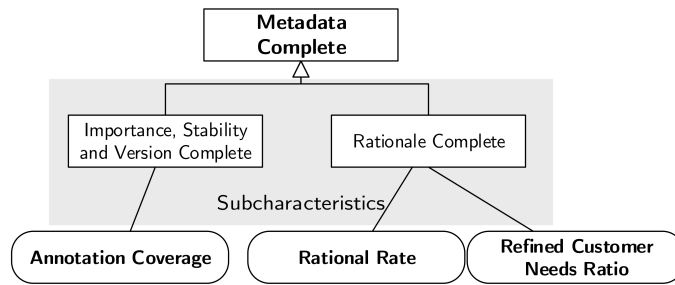 Metadata
Complete
Importance, Stability
and Version Complete
Rationale Complete
Subcharacteristics
Annotation Coverage
Rational Rate
Refined Customer
Needs Ratio